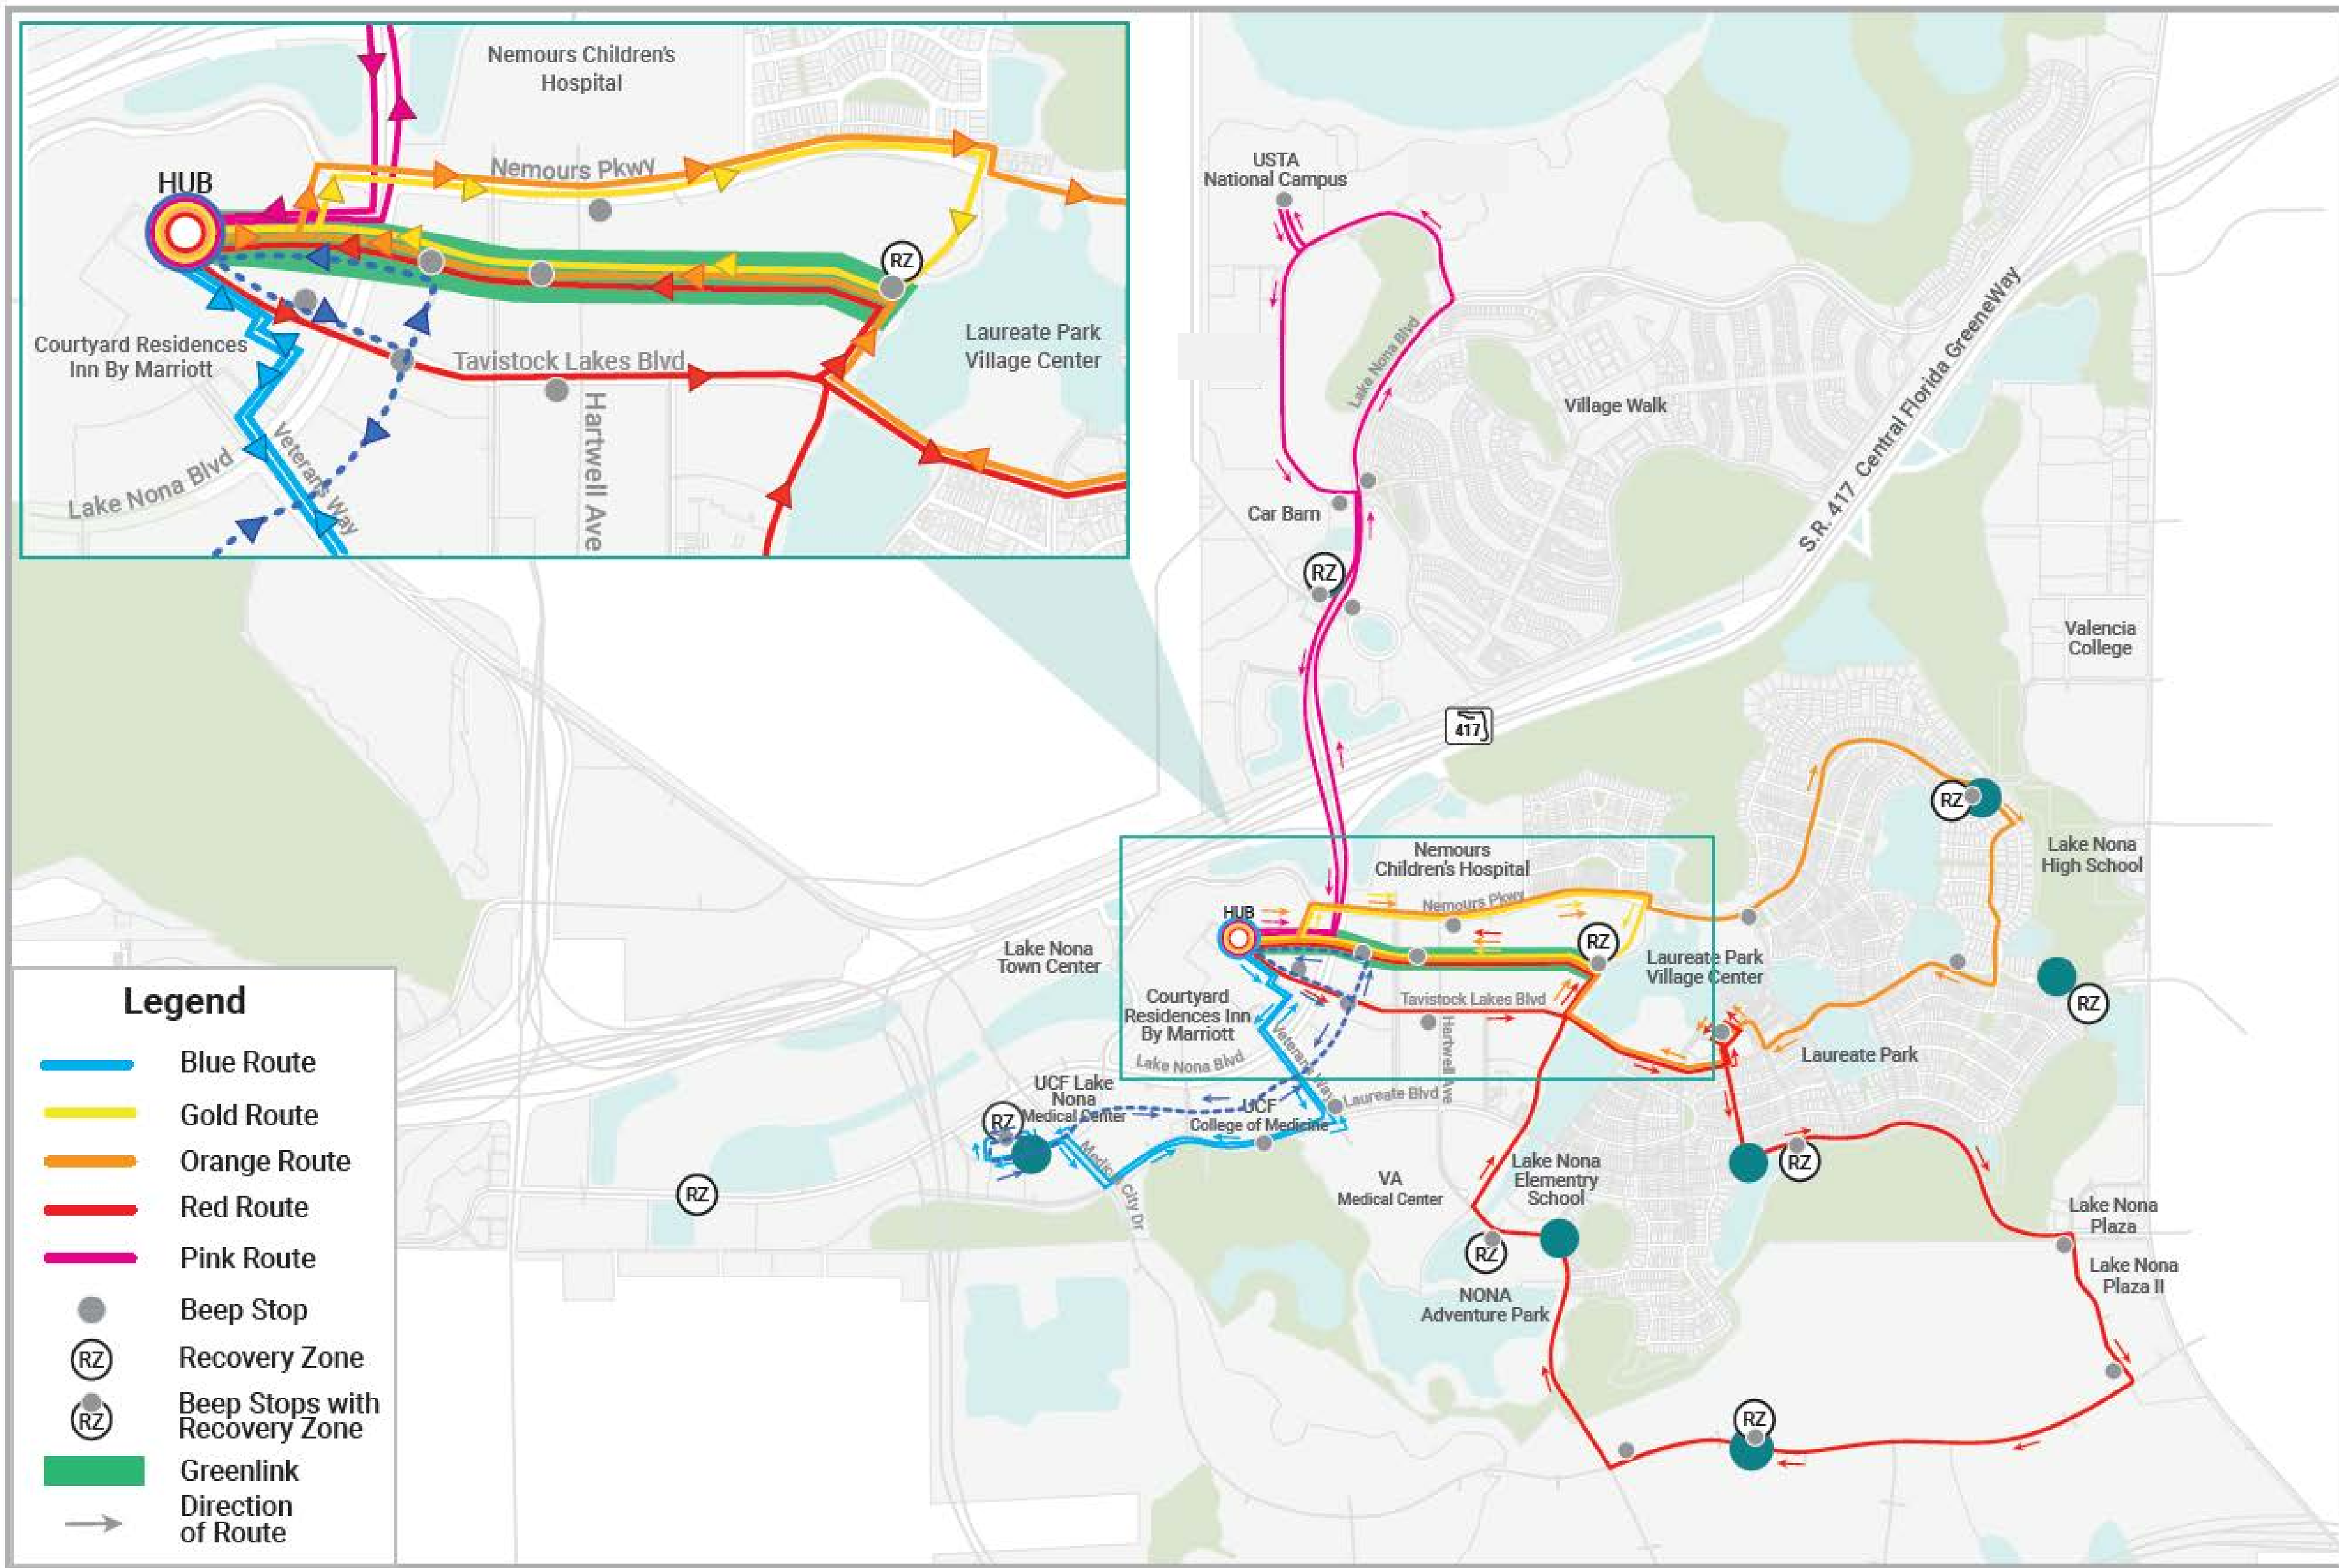 Nemours Children's
Hospital
Nemours Pkwy
HUB
RZ
Courtyard Residences
Inn By Marriott
Tavistock Lakes Blvd
Laureate Park
Village Center
Hartwell Ave
Veterans Way
Lake Nona Blvd
USTA
National Campus
Lake Nona Blvd
Village Walk
Car Barn
RZ
S.R. 417 Central Florida GreeneWay
Valencia
College
417
RZ
Lake Nona
High School
Nemours
Children's Hospital
Nemours Pkwy
HUB
RZ
Lake Nona
Town Center
Laureate Park
Village Center
RZ
Courtyard
Residences Inn
By Marriott
Tavistock Lakes Blvd
Hartwell Ave
Veterans Way
Lake Nona Blvd
Laureate Park
UCF Lake
Nona
Medical Center
RZ
UCF
College of Medicine
Laureate Blvd
Medical City Dr
RZ
VA
Medical Center
Lake Nona
Elementry
School
RZ
RZ
NONA
Adventure Park
Lake Nona
Plaza
Lake Nona
Plaza II
RZ
Legend
Blue Route
Gold Route
Orange Route
Red Route
Pink Route
Beep Stop
RZ
Recovery Zone
RZ
Beep Stops with
Recovery Zone
Greenlink
Direction
of Route